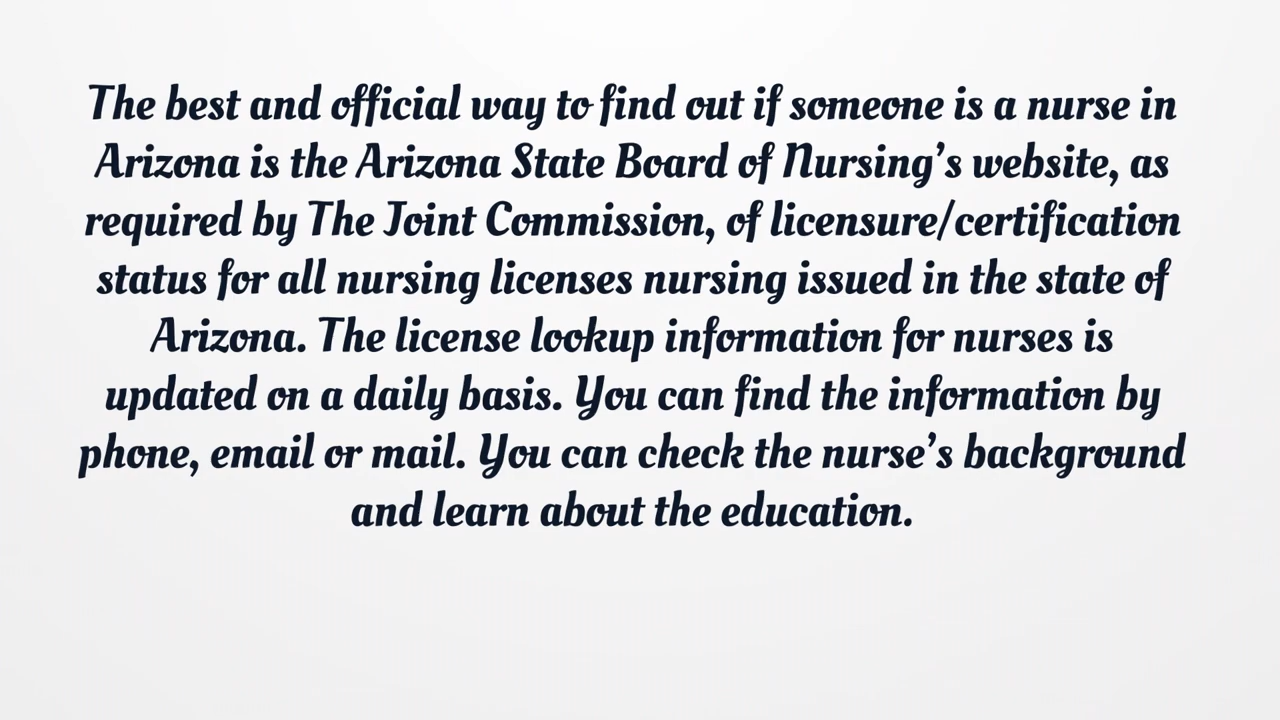 The best and official way to find out if someone is a nurse in
Arizona is the Arizona State Board of Nursing’s website, as
required by The Joint Commission, of licensure/certification
status for all nursing licenses nursing issued in the state of
Arizona. The license lookup information for nurses is
updated on a daily basis. You can find the information by
phone, email or mail. You can check the nurse’s background
and learn about the education.